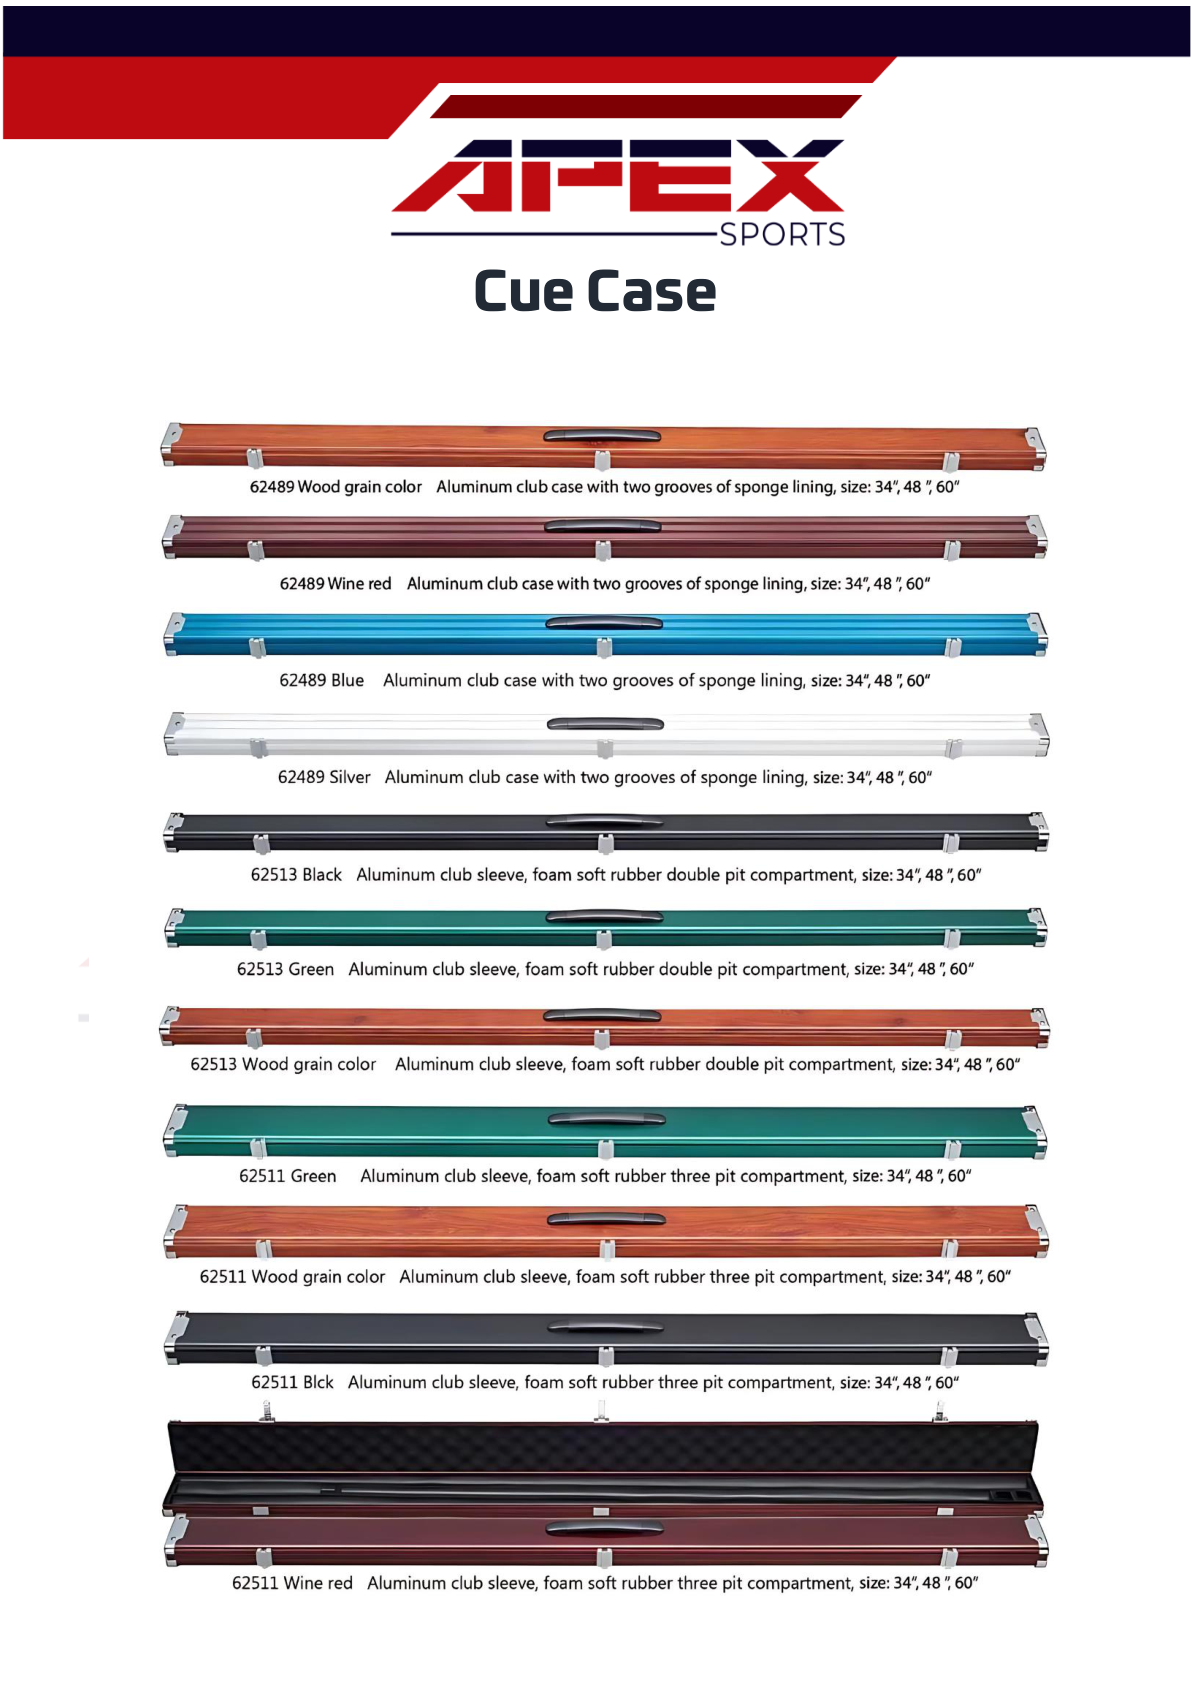 APEX
SPORTS
Cue Case
62489 Wood grain color Aluminum club case with two grooves of sponge lining, size: 34“, 48 ”, 60“
62489 Wine red Aluminum club case with two grooves of sponge lining, size: 34“, 48 ”, 60“
62489 Blue Aluminum club case with two grooves of sponge lining, size: 34“, 48 ”, 60“
62489 Silver Aluminum club case with two grooves of sponge lining, size: 34“, 48 ”, 60“
62513 Black Aluminum club sleeve, foam soft rubber double pit compartment, size: 34“, 48 ”, 60“
62513 Green Aluminum club sleeve, foam soft rubber double pit compartment, size: 34“, 48 ”, 60“
62513 Wood grain color Aluminum club sleeve, foam soft rubber double pit compartment, size: 34“, 48 ”, 60“
62511 Green Aluminum club sleeve, foam soft rubber three pit compartment, size: 34“, 48 ”, 60“
62511 Wood grain color Aluminum club sleeve, foam soft rubber three pit compartment, size: 34“, 48 ”, 60“
62511 Blck Aluminum club sleeve, foam soft rubber three pit compartment, size: 34“, 48 ”, 60“
62511 Wine red Aluminum club sleeve, foam soft rubber three pit compartment, size: 34“, 48 ”, 60“